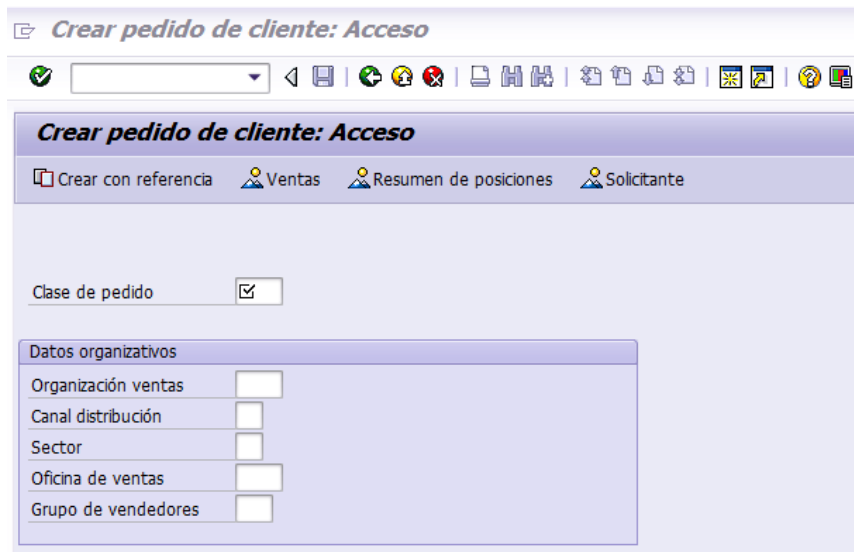 Crear pedido de cliente: Acceso
Crear pedido de cliente: Acceso
Crear con referencia Ventas Resumen de posiciones Solicitante
Clase de pedido
Datos organizativos
Organización ventas
Canal distribución
Sector
Oficina de ventas
Grupo de vendedores